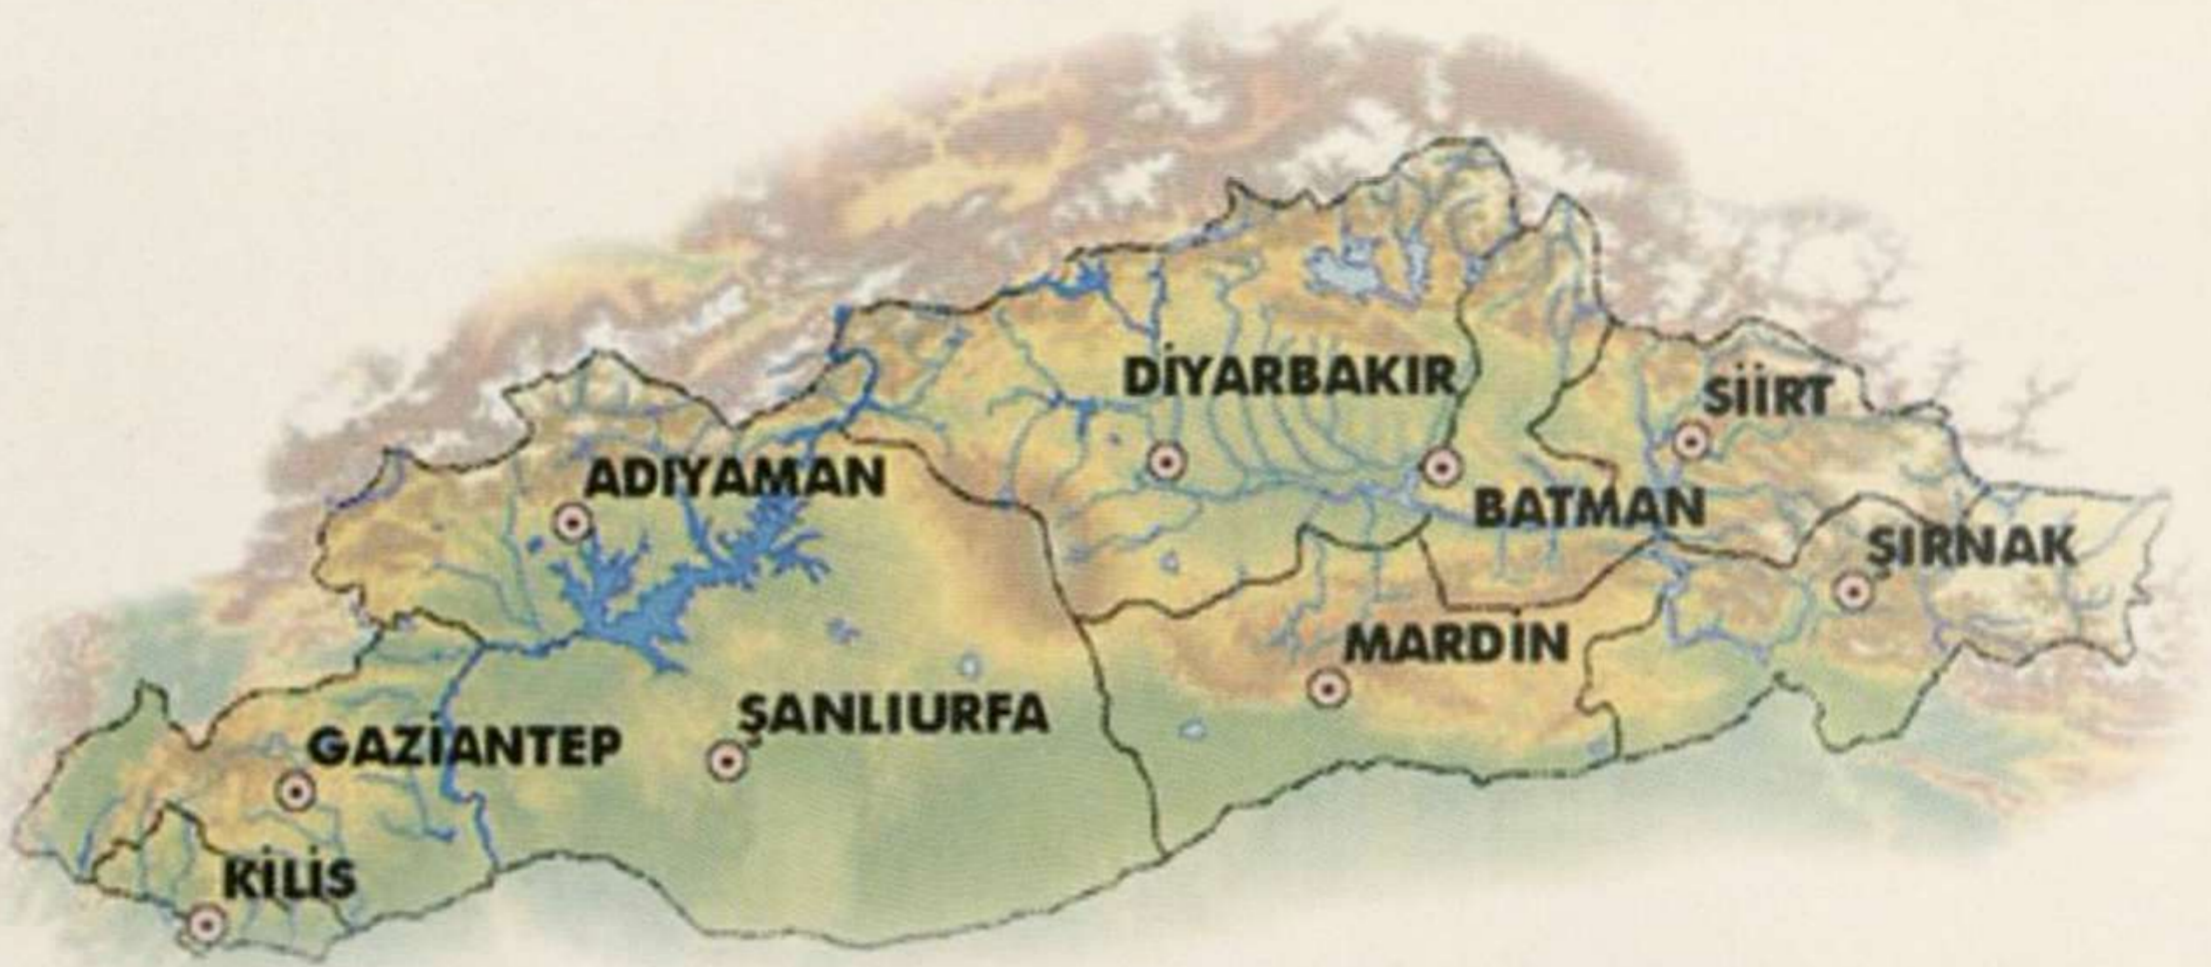 DİYARBAKIR
SİİRT
ADIYAMAN
BATMAN
ŞIRNAK
MARDİN
ŞANLIURFA
GAZİANTEP
KİLİS